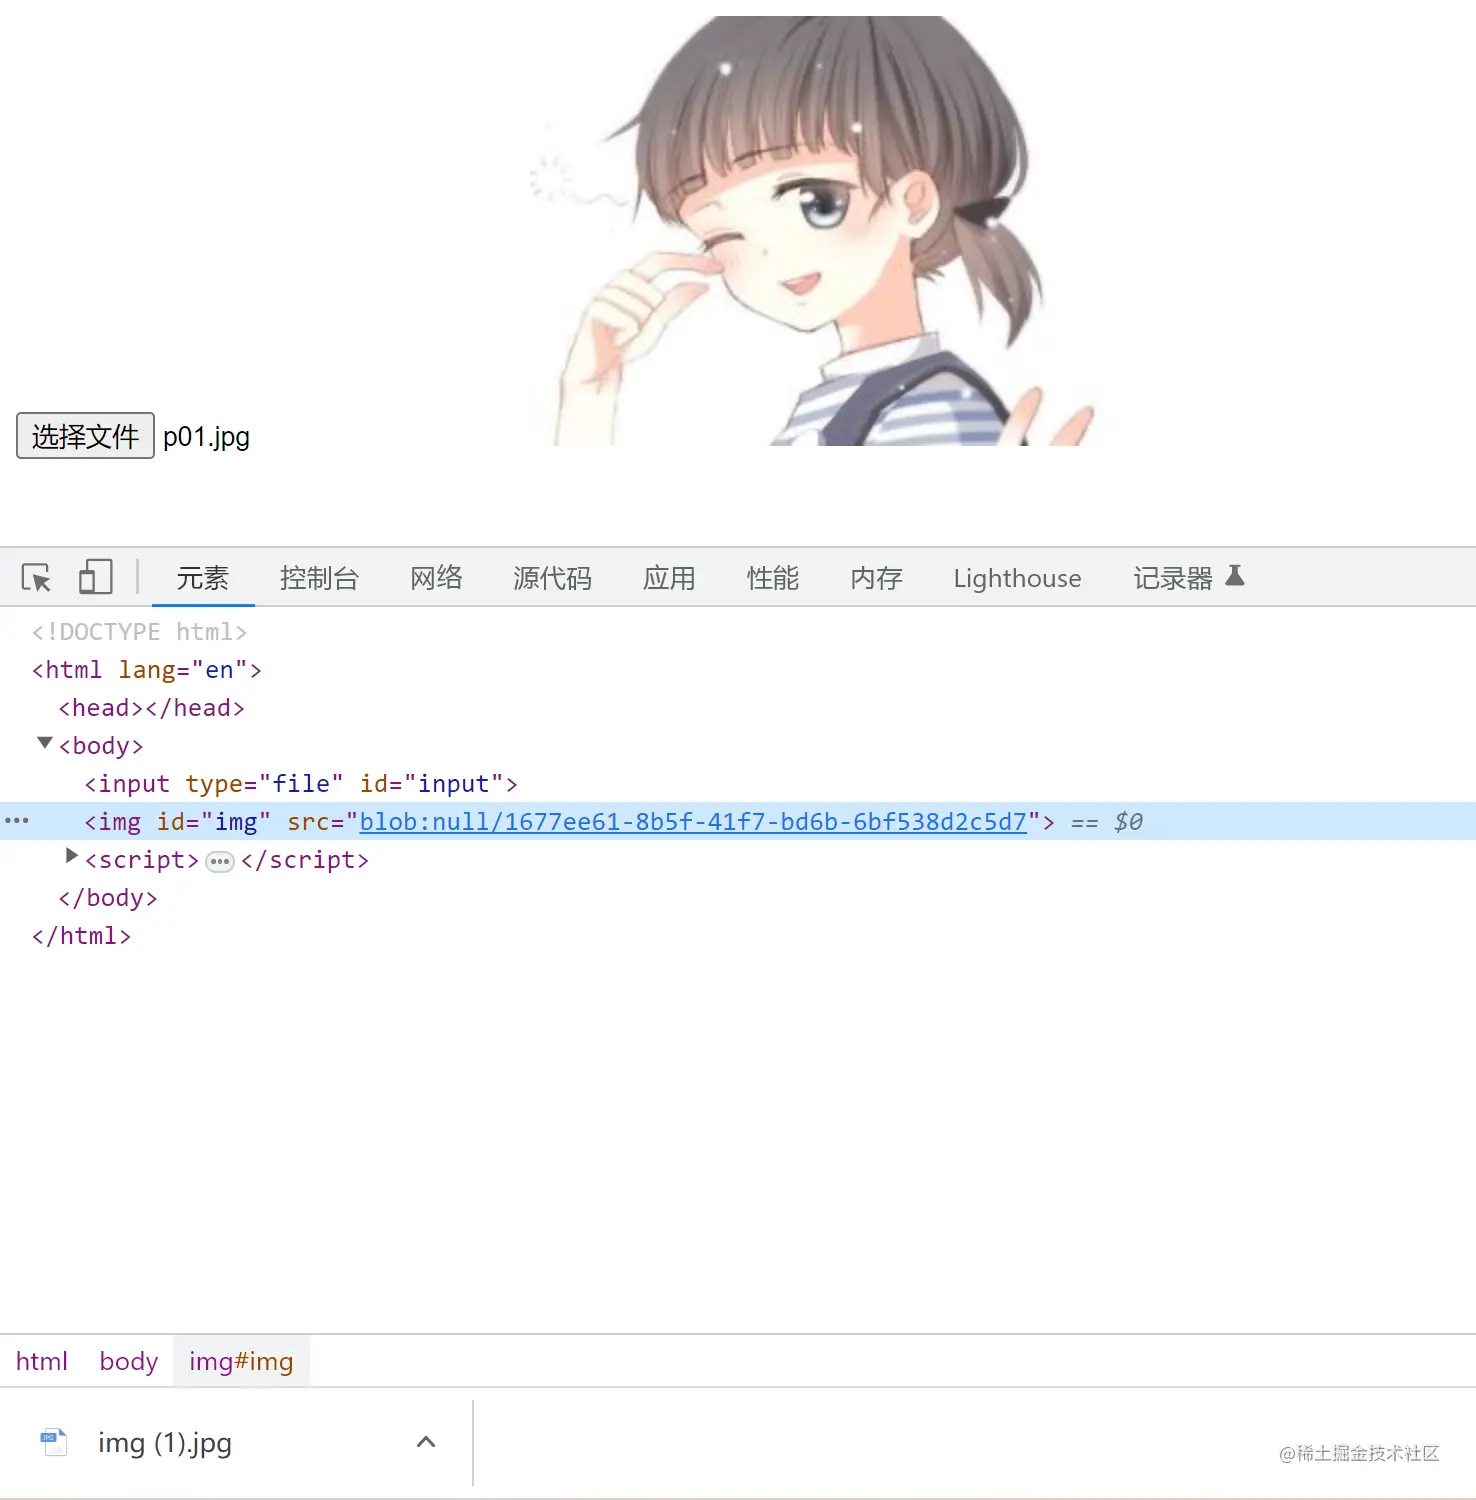 选择文件 p01.jpg
元素 控制台 网络 源代码 应用 性能 内存 Lighthouse 记录器
<!DOCTYPE html>
<html lang="en">
<head></head>
<body>
<input type="file" id="input">
<img id="img" src="blob:null/1677ee61-8b5f-41f7-bd6b-6bf538d2c5d7"> == $0
<script>…</script>
</body>
</html>
html body img#img
img (1).jpg
@稀土掘金技术社区